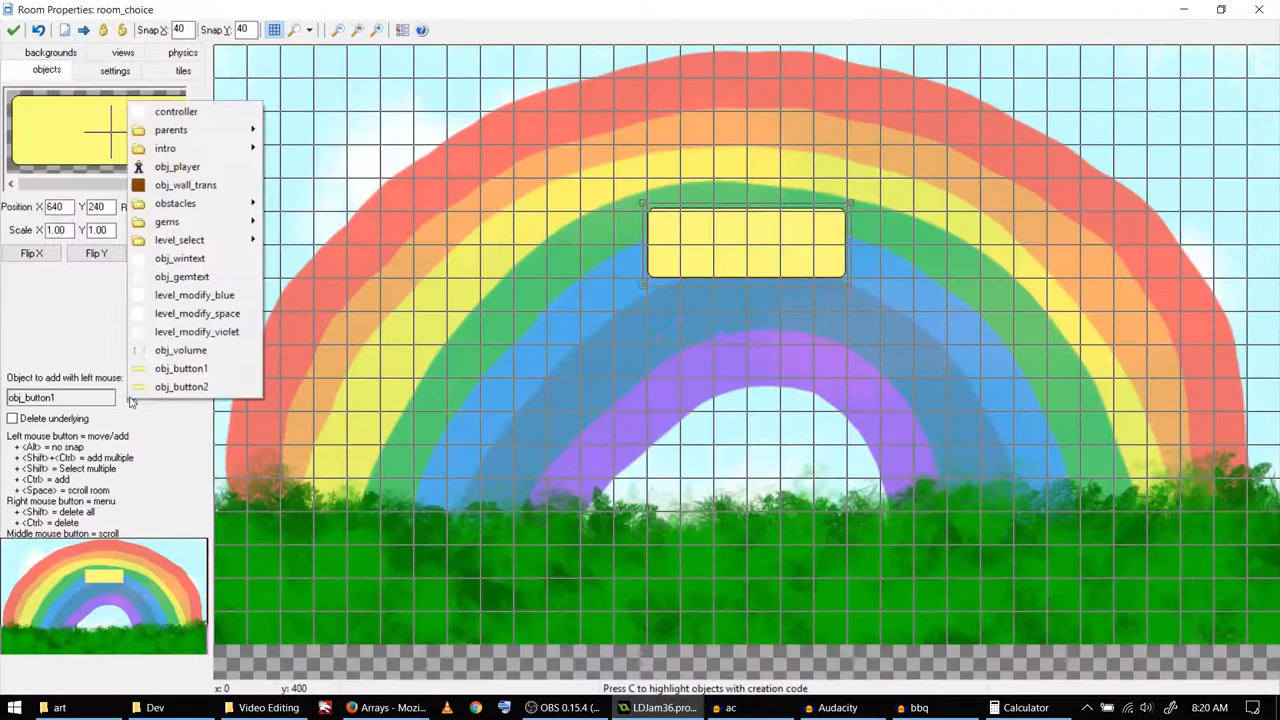 Room Properties: room_choice
Snap X: 40 Snap Y: 40
backgrounds views physics
objects settings tiles
controller
parents
intro
obj_player
obj_wall_trans
obstacles
gems
level_select
obj_wintext
obj_gemtext
level_modify_blue
level_modify_space
level_modify_violet
obj_volume
obj_button1
obj_button2
Position X 640 Y 240 R
Scale X 1.00 Y 1.00
Flip X Flip Y
Object to add with left mouse:
obj_button1
Delete underlying
Left mouse button = move/add
+ <Alt> = no snap
+ <Shift>+<Ctrl> = add multiple
+ <Shift> = Select multiple
+ <Ctrl> = add
+ <Space> = scroll room
Right mouse button = menu
+ <Shift> = delete all
+ <Ctrl> = delete
Middle mouse button = scroll
x: 0 y: 400 Press C to highlight objects with creation code
art Dev Video Editing Arrays - Mozi... OBS 0.15.4 (... LDJam36.pro... ac Audacity bbq Calculator 8:20 AM